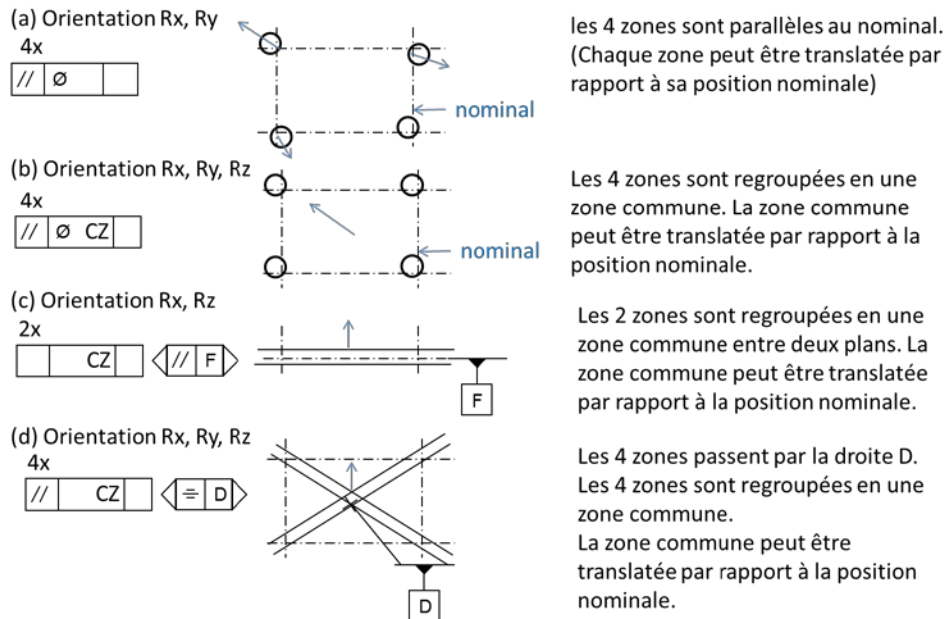 (a) Orientation Rx, Ry
4x
// Ø
nominal
les 4 zones sont parallèles au nominal.
(Chaque zone peut être translatée par
rapport à sa position nominale)
(b) Orientation Rx, Ry, Rz
4x
// Ø CZ
nominal
Les 4 zones sont regroupées en une
zone commune. La zone commune
peut être translatée par rapport à la
position nominale.
(c) Orientation Rx, Rz
2x
CZ // F
F
Les 2 zones sont regroupées en une
zone commune entre deux plans. La
zone commune peut être translatée
par rapport à la position nominale.
(d) Orientation Rx, Ry, Rz
4x
// CZ ⌯ D
D
Les 4 zones passent par la droite D.
Les 4 zones sont regroupées en une
zone commune.
La zone commune peut être
translatée par rapport à la position
nominale.